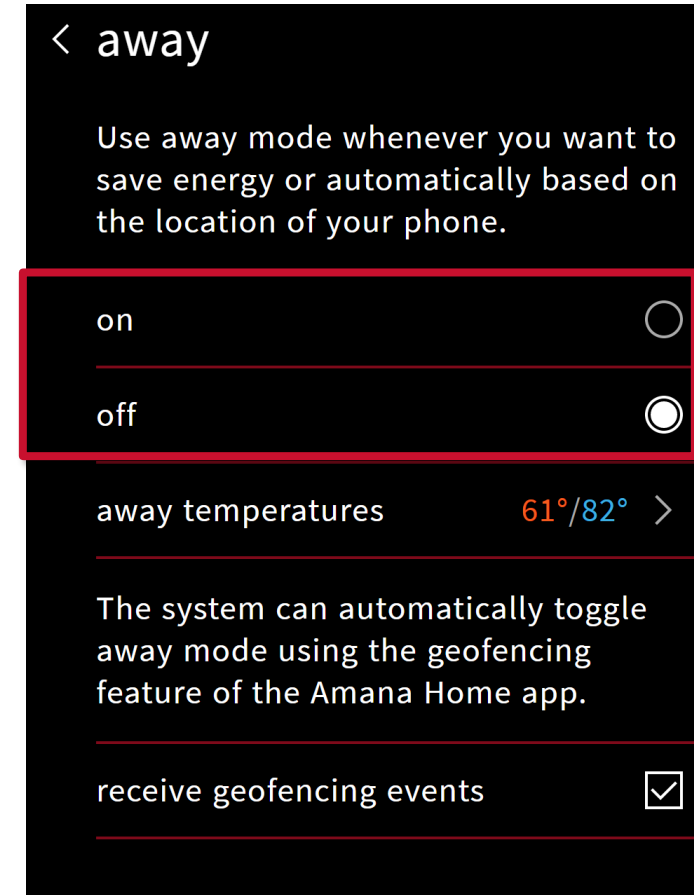 away
Use away mode whenever you want to
save energy or automatically based on
the location of your phone.
on
off
away temperatures 61°/82°
The system can automatically toggle
away mode using the geofencing
feature of the Amana Home app.
receive geofencing events